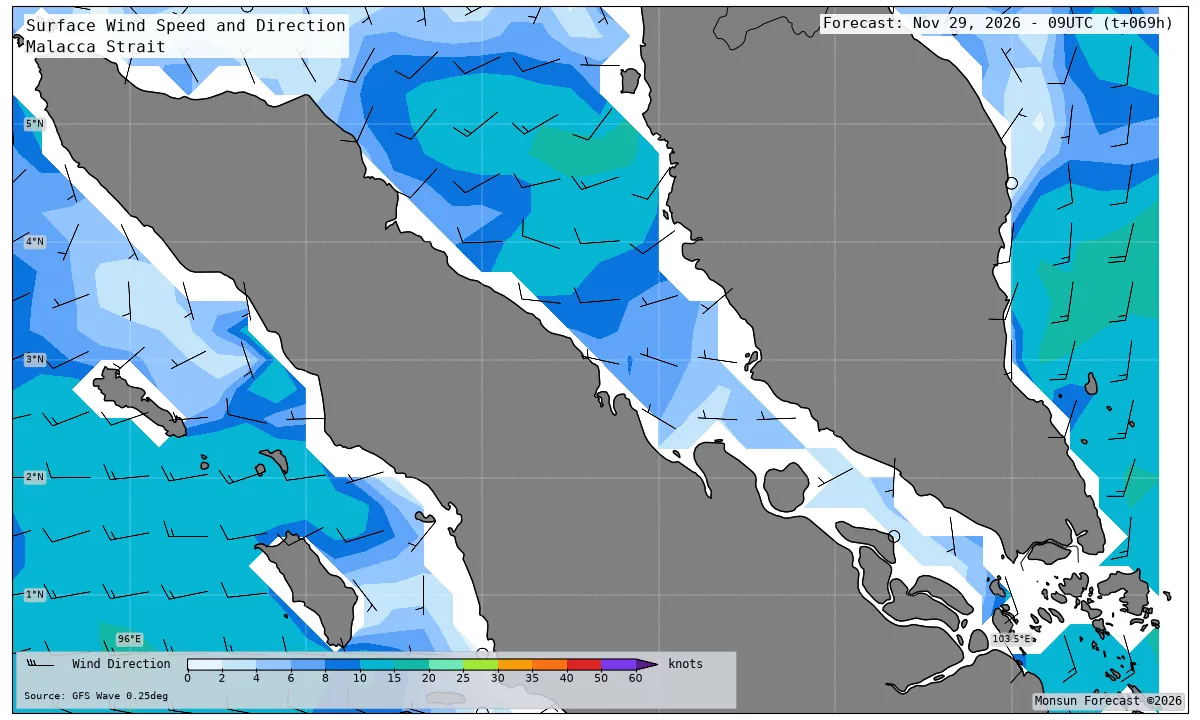 Surface Wind Speed and Direction
Malacca Strait
Forecast: Nov 29, 2026 - 09UTC (t+069h)
5°N
4°N
3°N
2°N
1°N
96°E
103.5°E
Wind Direction
0 2 4 6 8 10 15 20 25 30 35 40 50 60
knots
Source: GFS Wave 0.25deg
Monsun Forecast ©2026